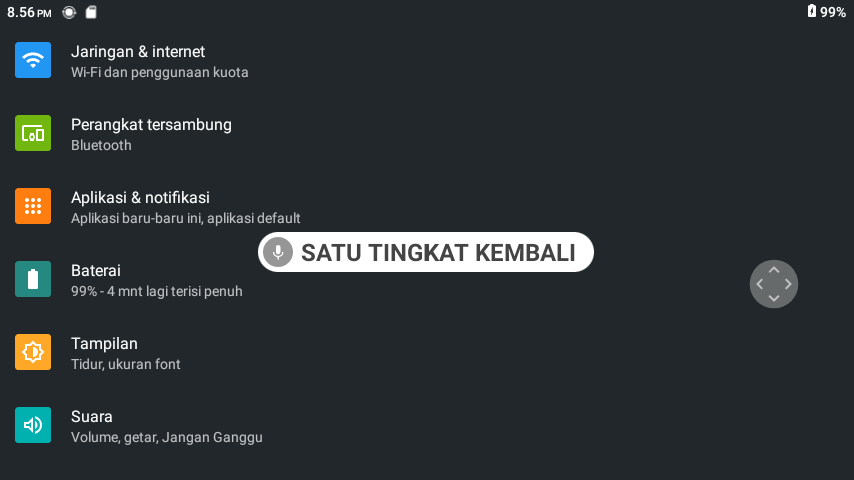 8.56 PM
99%
Jaringan & internet
Wi-Fi dan penggunaan kuota
Perangkat tersambung
Bluetooth
Aplikasi & notifikasi
Aplikasi baru-baru ini, aplikasi default
SATU TINGKAT KEMBALI
Baterai
99% - 4 mnt lagi terisi penuh
Tampilan
Tidur, ukuran font
Suara
Volume, getar, Jangan Ganggu